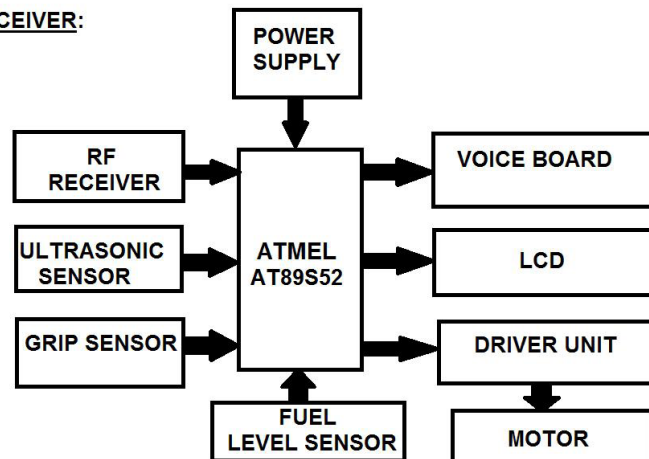 CEIVER:
POWER
SUPPLY
RF
RECEIVER
VOICE BOARD
ULTRASONIC
SENSOR
ATMEL
AT89S52
LCD
GRIP SENSOR
DRIVER UNIT
FUEL
LEVEL SENSOR
MOTOR